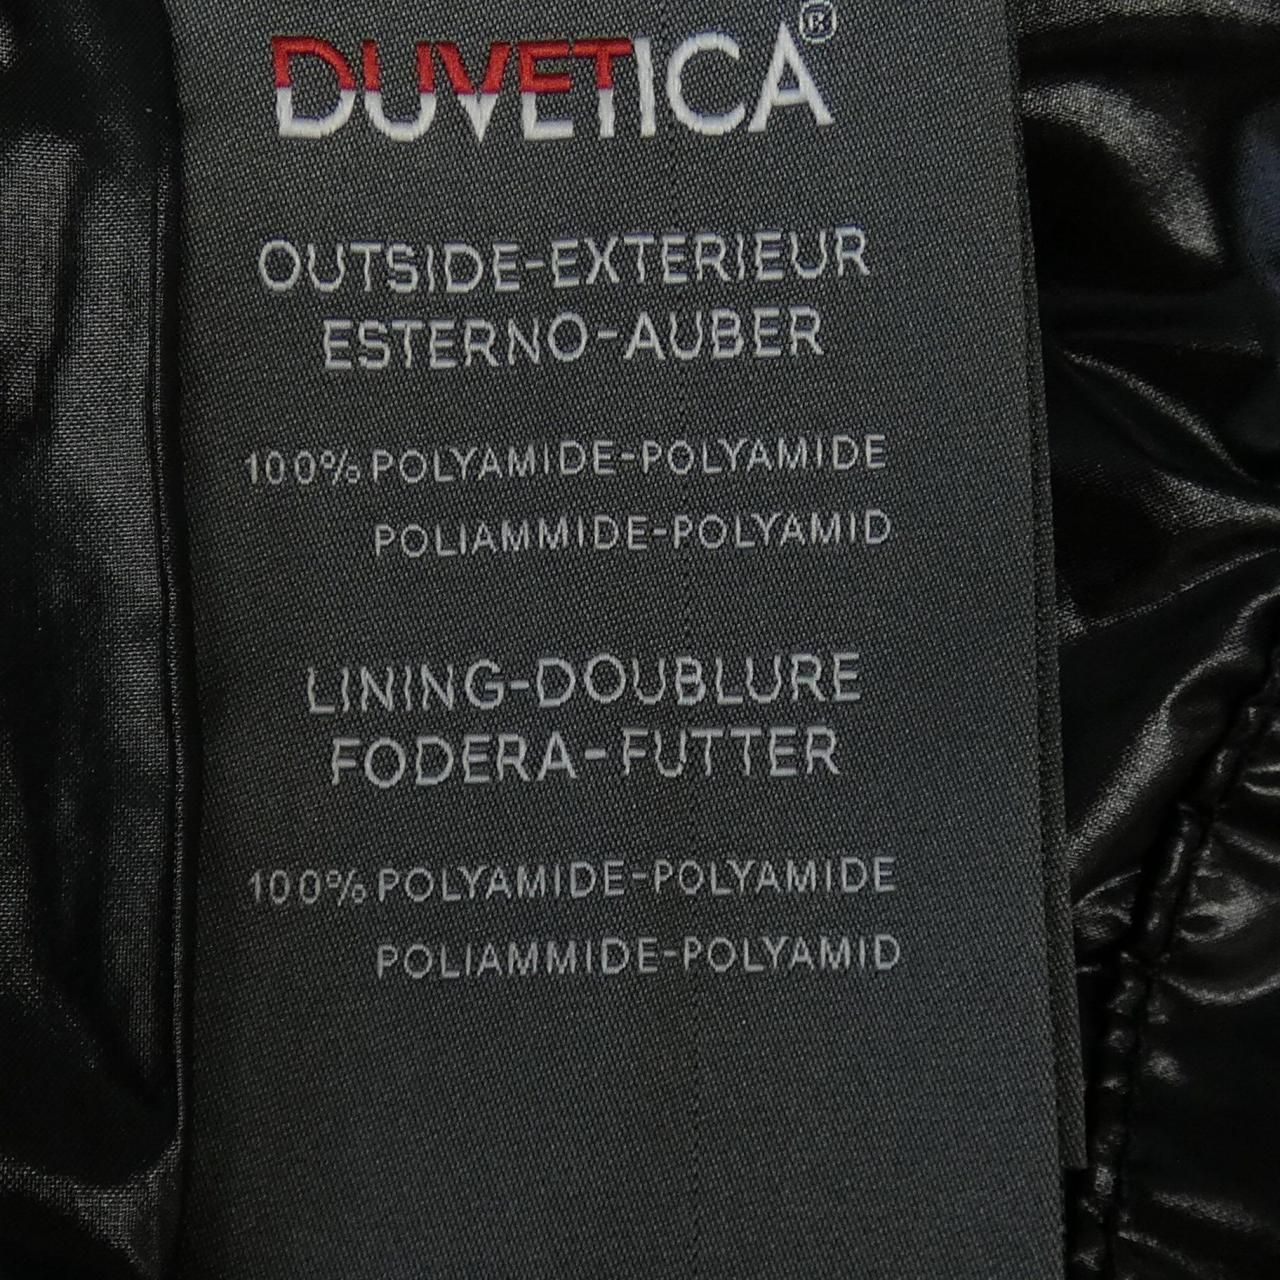 DUVETICA®
OUTSIDE-EXTERIEUR
ESTERNO-AUBER
100% POLYAMIDE-POLYAMIDE
POLIAMMIDE-POLYAMID
LINING-DOUBLURE
FODERA-FUTTER
100% POLYAMIDE-POLYAMIDE
POLIAMMIDE-POLYAMID